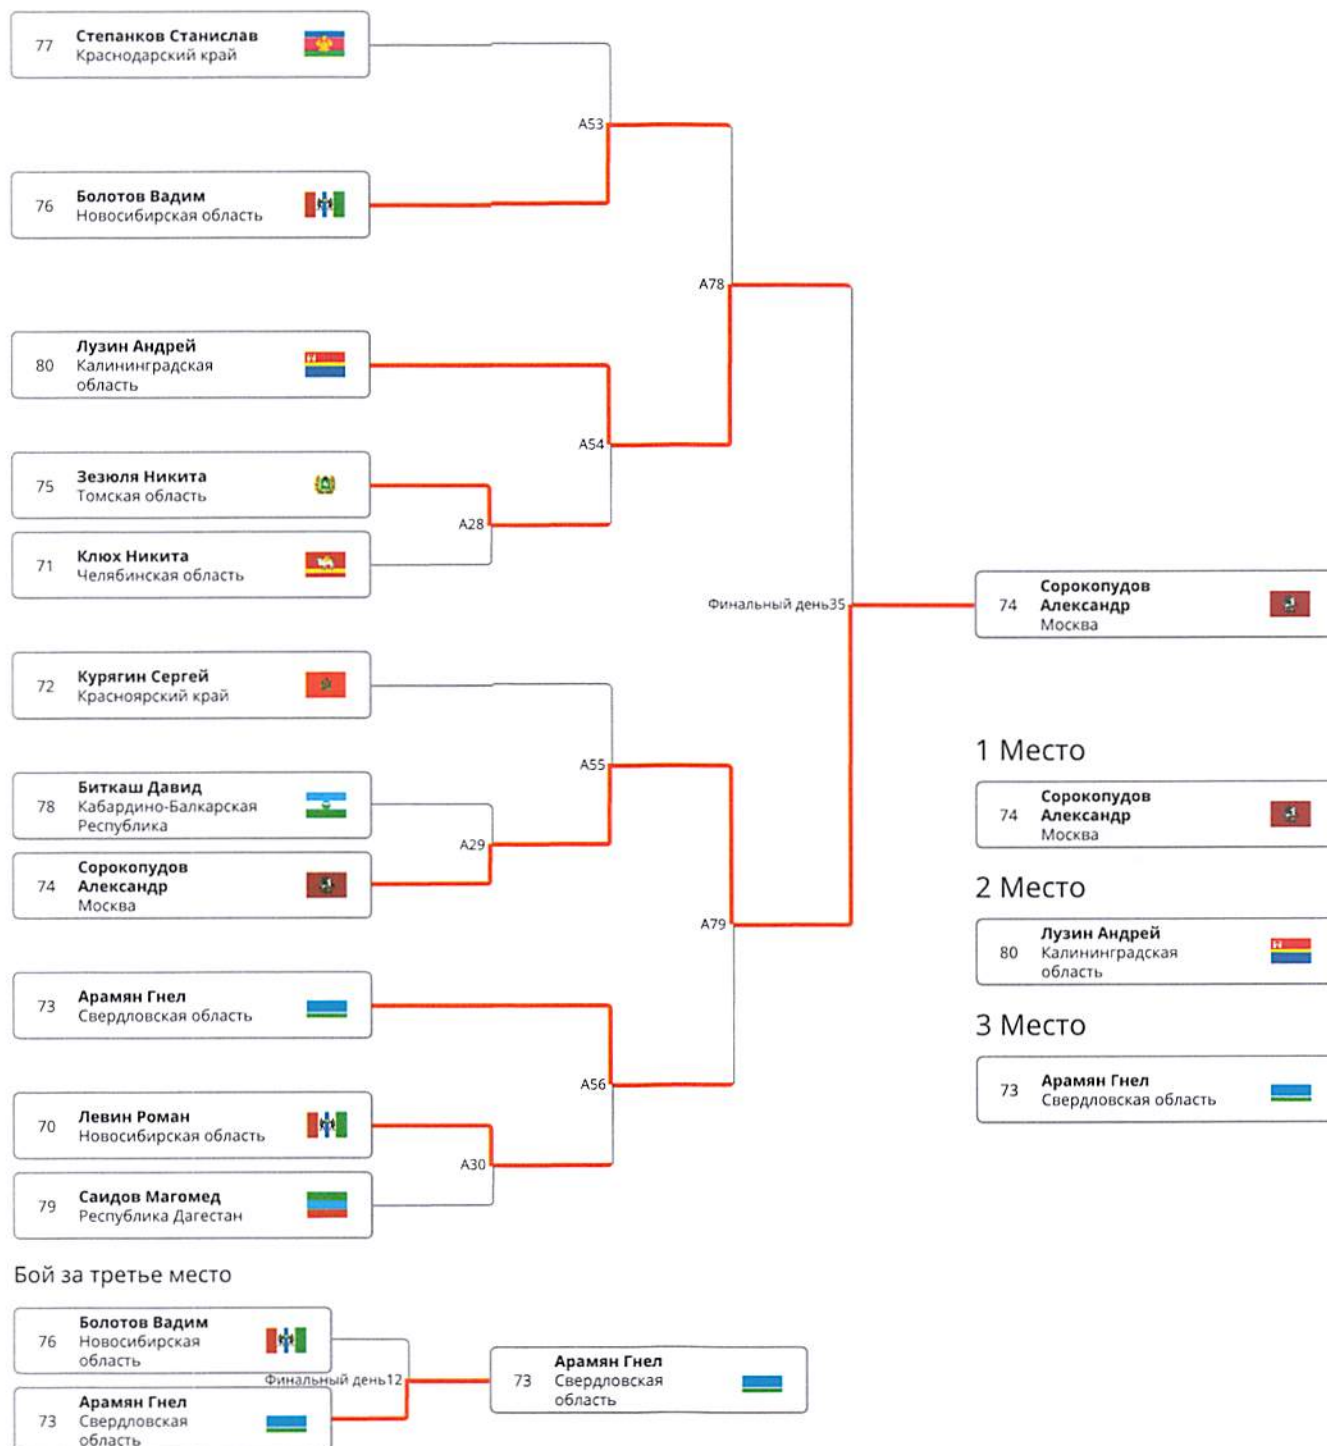 77
Степанков Станислав
Краснодарский край
A53
76
Болотов Вадим
Новосибирская область
A78
80
Лузин Андрей
Калининградская
область
A54
75
Зезюля Никита
Томская область
A28
71
Клюх Никита
Челябинская область
Финальный день35
74
Сорокопудов
Александр
Москва
72
Курягин Сергей
Красноярский край
A55
78
Биткаш Давид
Кабардино-Балкарская
Республика
A29
74
Сорокопудов
Александр
Москва
A79
73
Арамян Гнел
Свердловская область
A56
70
Левин Роман
Новосибирская область
A30
79
Саидов Магомед
Республика Дагестан
1 Место
74
Сорокопудов
Александр
Москва
2 Место
80
Лузин Андрей
Калининградская
область
3 Место
73
Арамян Гнел
Свердловская область
Бой за третье место
76
Болотов Вадим
Новосибирская
область
Финальный день12
73
Арамян Гнел
Свердловская
область
73
Арамян Гнел
Свердловская
область